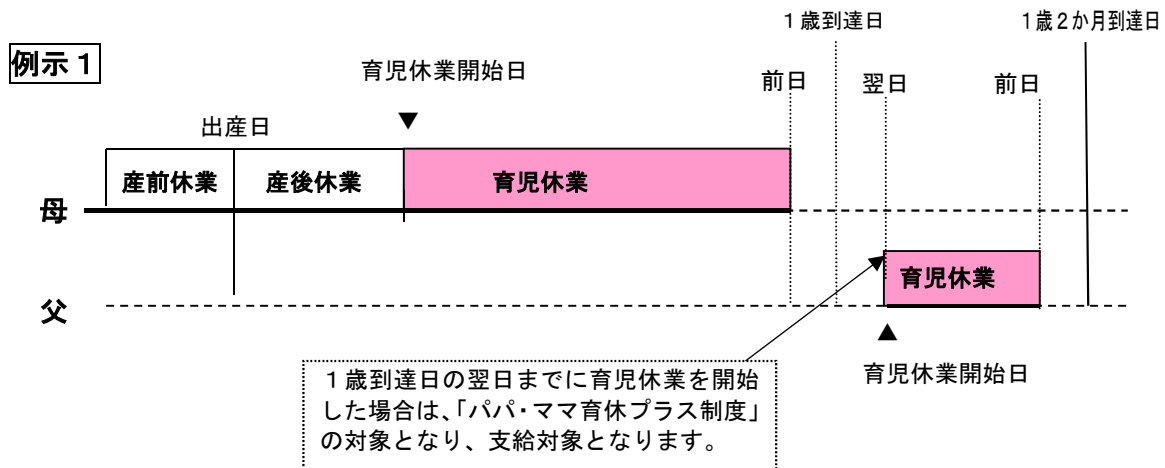 １歳到達日
１歳２か月到達日
例示１
育児休業開始日
前日
翌日
前日
出産日
▼
産前休業
産後休業
育児休業
母
育児休業
父
▲
育児休業開始日
１歳到達日の翌日までに育児休業を開始
した場合は、「パパ・ママ育休プラス制度」
の対象となり、支給対象となります。